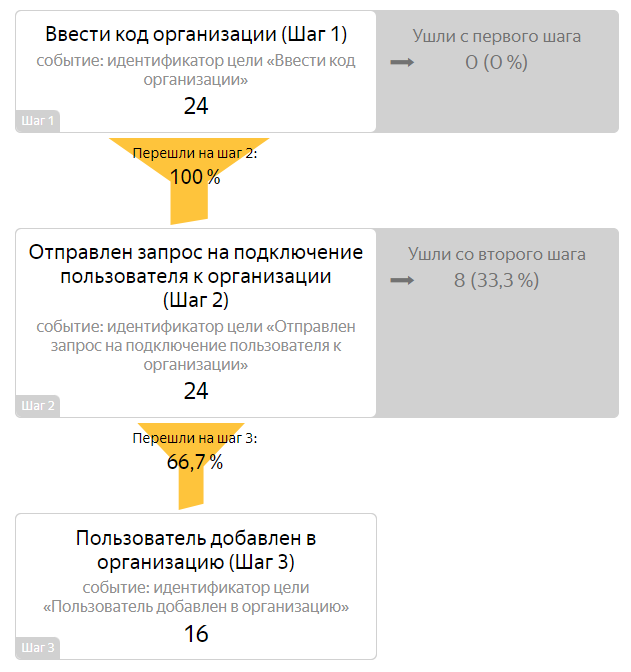 Ввести код организации (Шаг 1)
событие: идентификатор цели «Ввести код
организации»
24
Шаг 1
Ушли с первого шага
0 (0 %)
Перешли на шаг 2:
100 %
Отправлен запрос на подключение
пользователя к организации
(Шаг 2)
событие: идентификатор цели «Отправлен
запрос на подключение пользователя к
организации»
24
Шаг 2
Ушли со второго шага
8 (33,3 %)
Перешли на шаг 3:
66,7 %
Пользователь добавлен в
организацию (Шаг 3)
событие: идентификатор цели
«Пользователь добавлен в организацию»
16
Шаг 3